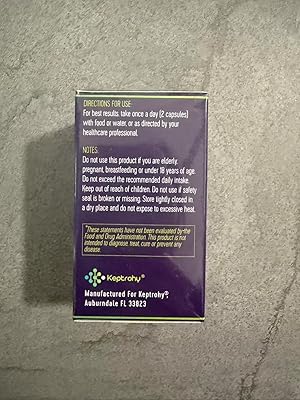 DIRECTIONS FOR USE:
For best results, take once a day (2 capsules)
with food or water, or as directed by your
healthcare professional.
NOTES:
Do not use this product if you are elderly,
pregnant, breastfeeding or under 18 years of age.
Do not exceed the recommended daily intake.
Keep out of reach of children. Do not use if safety
seal is broken or missing. Store tightly closed in
a dry place and do not expose to excessive heat.
*These statements have not been evaluated by the
Food and Drug Administration. This product is not
intended to diagnose, treat, cure or prevent any
disease.
Keptrohy®
Manufactured For Keptrohy®,
Auburndale FL 33823